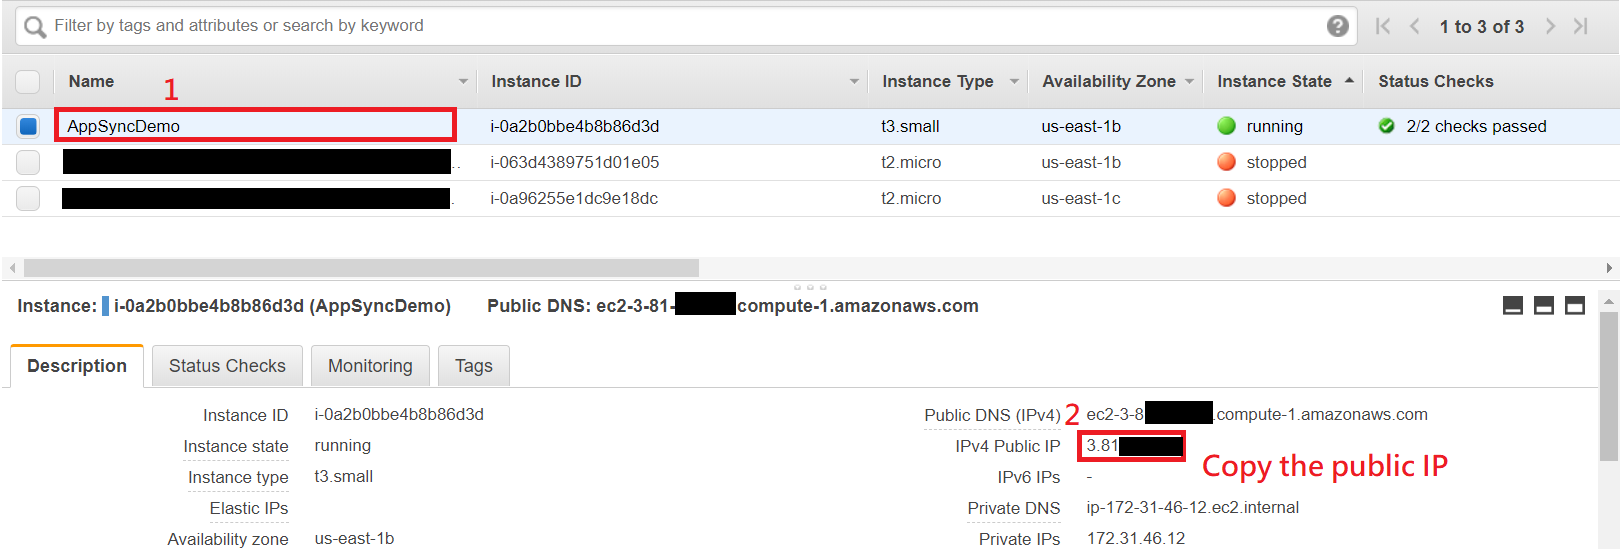 Filter by tags and attributes or search by keyword ? 1 to 3 of 3
Name 1 Instance ID Instance Type Availability Zone Instance State Status Checks
AppSyncDemo i-0a2b0bbe4b8b86d3d t3.small us-east-1b running 2/2 checks passed
.. i-063d4389751d01e05 t2.micro us-east-1b stopped
. i-0a96255e1dc9e18dc t2.micro us-east-1c stopped
Instance: i-0a2b0bbe4b8b86d3d (AppSyncDemo) Public DNS: ec2-3-81- compute-1.amazonaws.com
Description Status Checks Monitoring Tags
Instance ID i-0a2b0bbe4b8b86d3d Public DNS (IPv4) 2 ec2-3-8 .compute-1.amazonaws.com
Instance state running IPv4 Public IP 3.81
Copy the public IP
Instance type t3.small IPv6 IPs -
Elastic IPs Private DNS ip-172-31-46-12.ec2.internal
Availability zone us-east-1b Private IPs 172.31.46.12